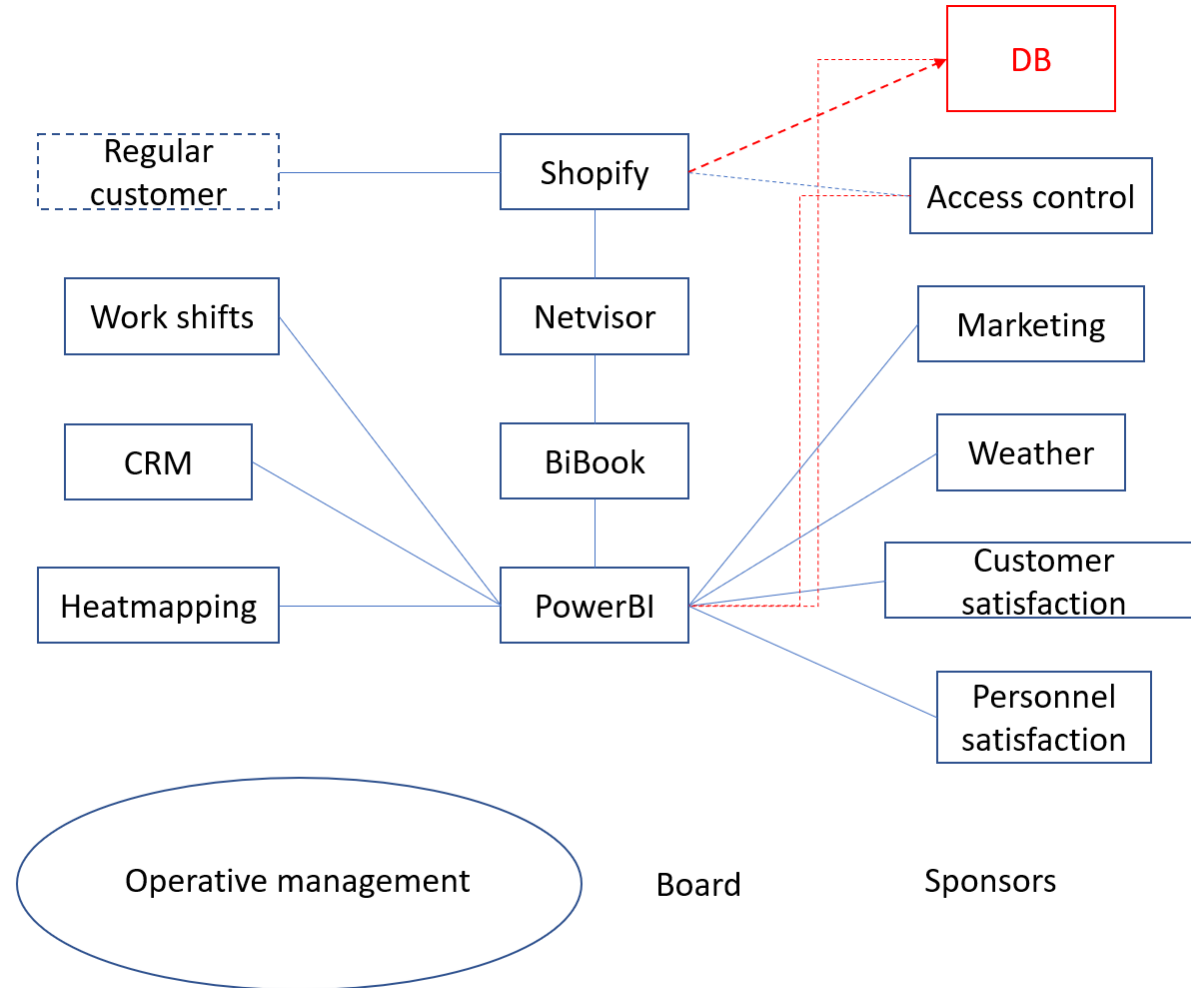 DB
Regular
customer
Shopify
Access control
Work shifts
Netvisor
Marketing
CRM
BiBook
Weather
Heatmapping
PowerBI
Customer
satisfaction
Personnel
satisfaction
Operative management
Board
Sponsors